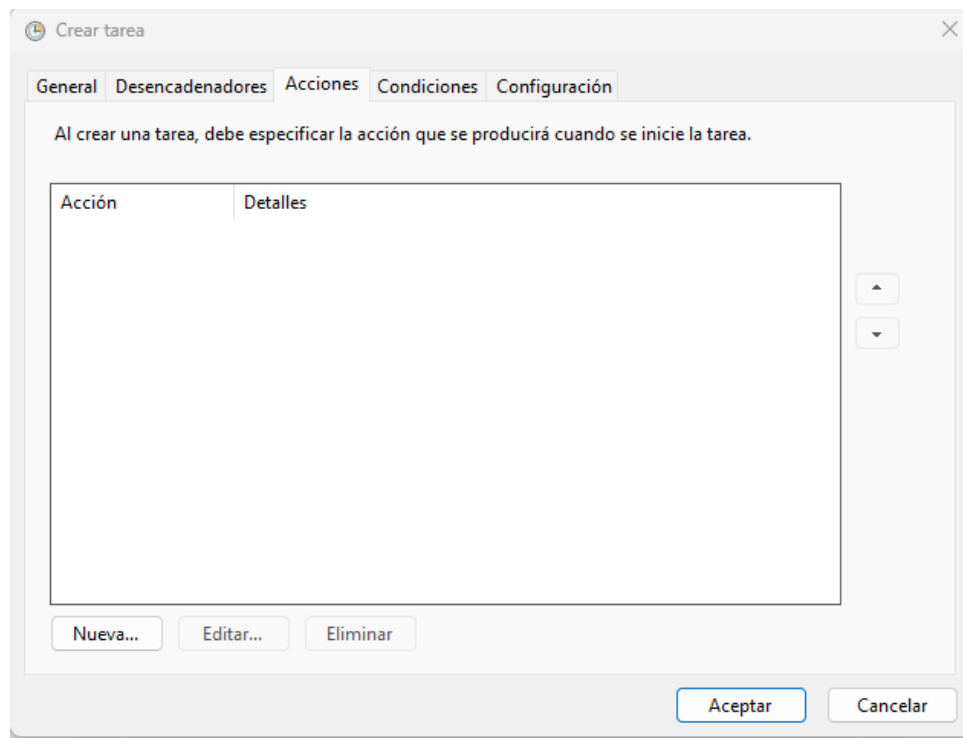 Crear tarea
General Desencadenadores Acciones Condiciones Configuración
Al crear una tarea, debe especificar la acción que se producirá cuando se inicie la tarea.
Acción Detalles
Nueva... Editar... Eliminar
Aceptar Cancelar